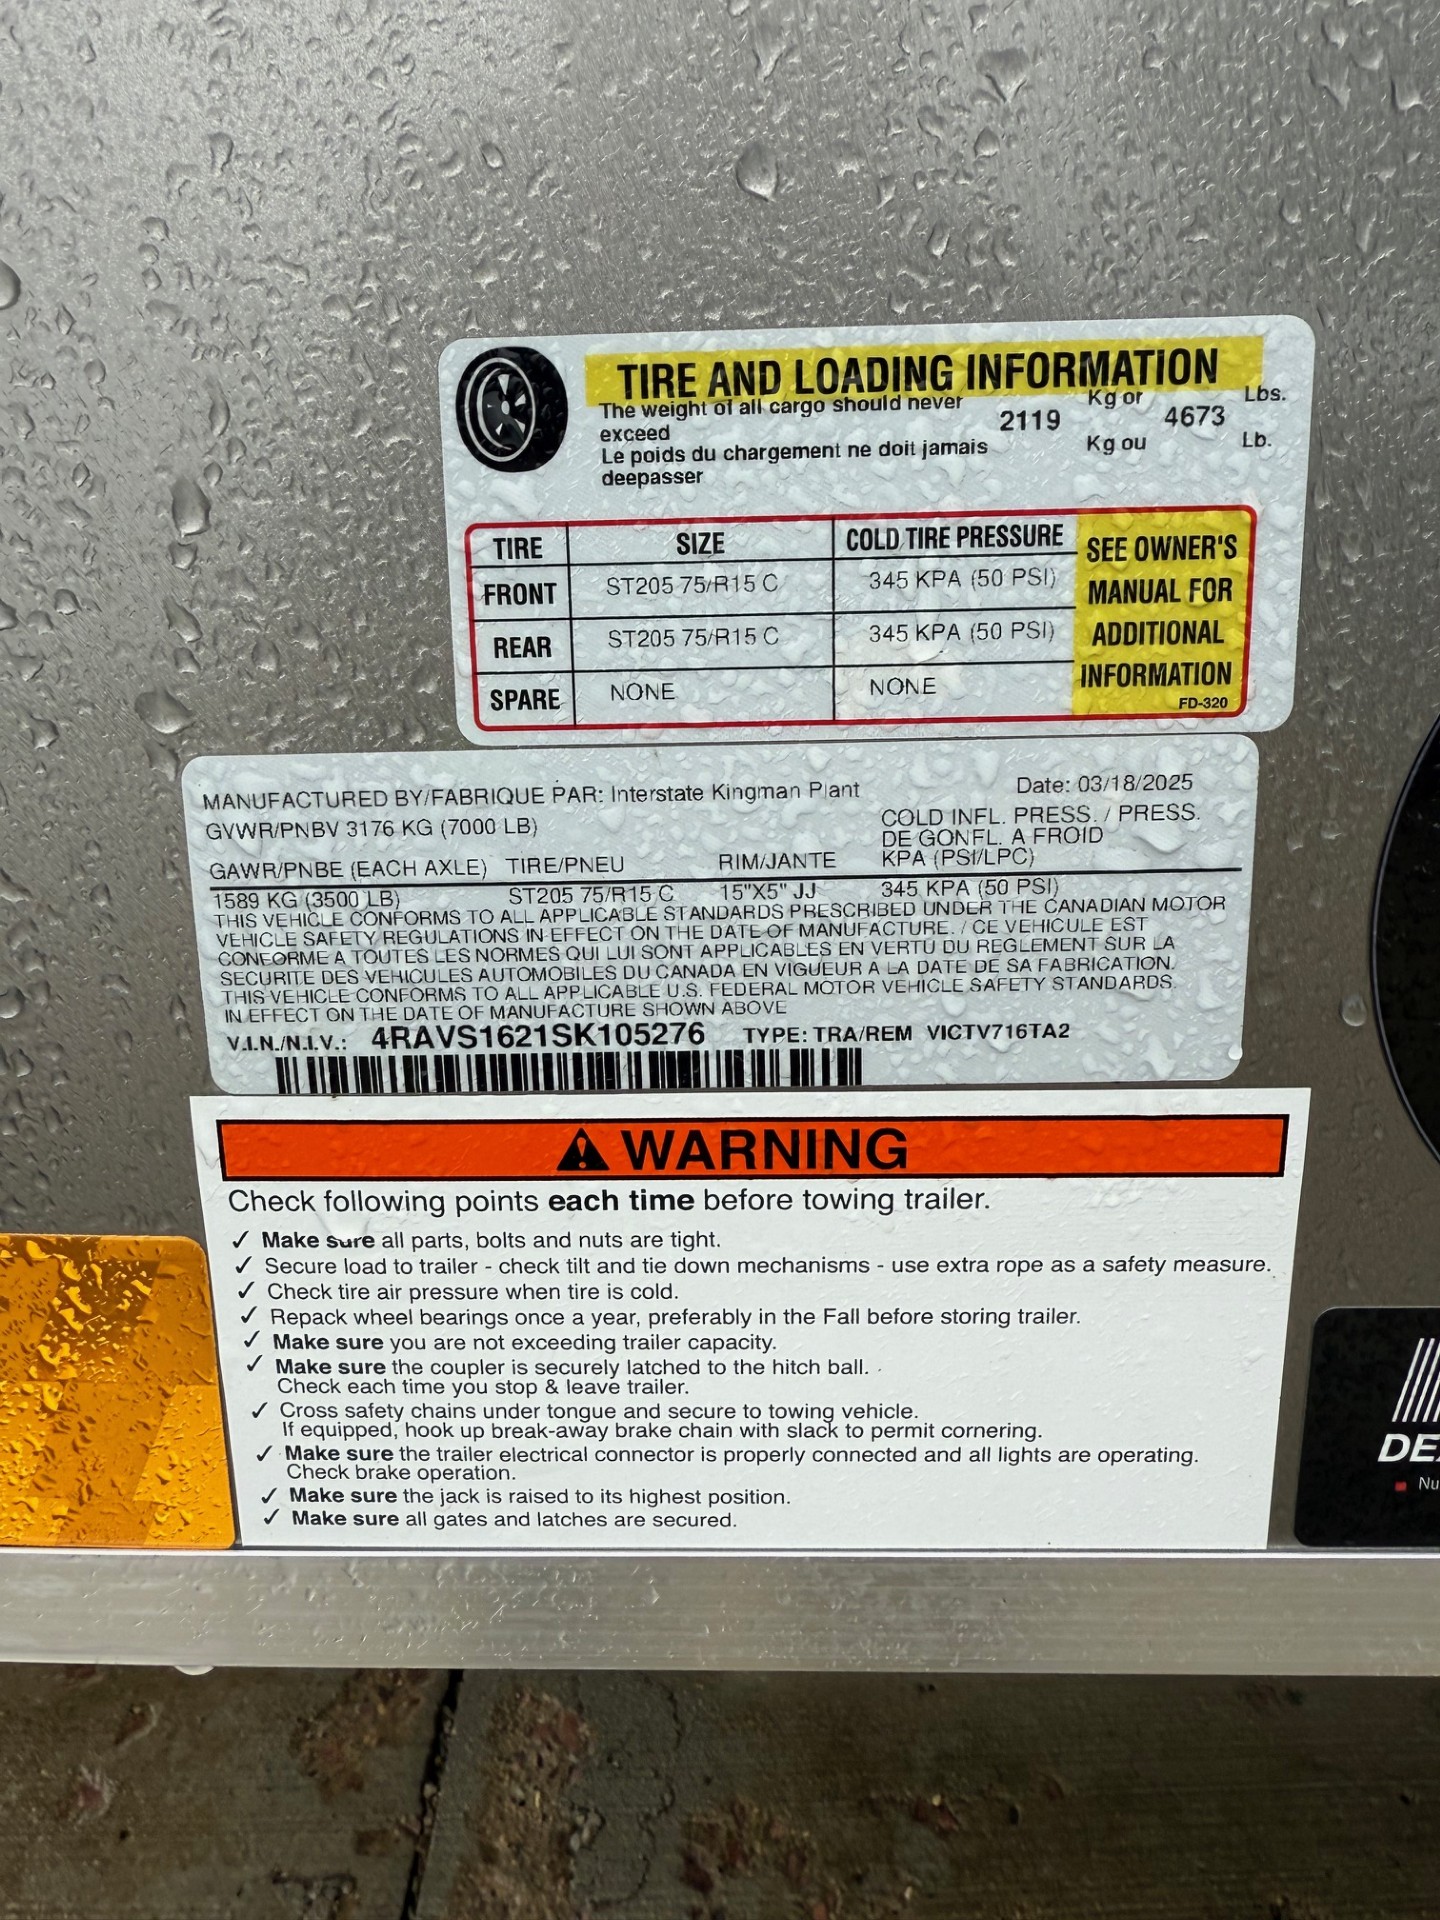 TIRE AND LOADING INFORMATION
The weight of all cargo should never
exceed
2119 Kg or 4673 Lbs.
Le poids du chargement ne doit jamais
deepasser
Kg ou Lb.
TIRE SIZE COLD TIRE PRESSURE
FRONT ST205 75/R15 C 345 KPA (50 PSI)
REAR ST205 75/R15 C 345 KPA (50 PSI)
SPARE NONE NONE
SEE OWNER'S
MANUAL FOR
ADDITIONAL
INFORMATION
FD-320
MANUFACTURED BY/FABRIQUE PAR: Interstate Kingman Plant Date: 03/18/2025
GVWR/PNBV 3176 KG (7000 LB)
COLD INFL. PRESS. / PRESS.
DE GONFL. A FROID
GAWR/PNBE (EACH AXLE) TIRE/PNEU RIM/JANTE KPA (PSI/LPC)
1589 KG (3500 LB) ST205 75/R15 C 15"X5" JJ 345 KPA (50 PSI)
THIS VEHICLE CONFORMS TO ALL APPLICABLE STANDARDS PRESCRIBED UNDER THE CANADIAN MOTOR
VEHICLE SAFETY REGULATIONS IN EFFECT ON THE DATE OF MANUFACTURE. / CE VEHICULE EST
CONFORME A TOUTES LES NORMES QUI LUI SONT APPLICABLES EN VERTU DU REGLEMENT SUR LA
SECURITE DES VEHICULES AUTOMOBILES DU CANADA EN VIGUEUR A LA DATE DE SA FABRICATION.
THIS VEHICLE CONFORMS TO ALL APPLICABLE U.S. FEDERAL MOTOR VEHICLE SAFETY STANDARDS.
IN EFFECT ON THE DATE OF MANUFACTURE SHOWN ABOVE
V.I.N./N.I.V.: 4RAVS1621SK105276 TYPE: TRA/REM VICTV716TA2
WARNING
Check following points each time before towing trailer.
✓ Make sure all parts, bolts and nuts are tight.
✓ Secure load to trailer - check tilt and tie down mechanisms - use extra rope as a safety measure.
✓ Check tire air pressure when tire is cold.
✓ Repack wheel bearings once a year, preferably in the Fall before storing trailer.
✓ Make sure you are not exceeding trailer capacity.
✓ Make sure the coupler is securely latched to the hitch ball.
Check each time you stop & leave trailer.
✓ Cross safety chains under tongue and secure to towing vehicle.
If equipped, hook up break-away brake chain with slack to permit cornering.
✓ Make sure the trailer electrical connector is properly connected and all lights are operating.
Check brake operation.
✓ Make sure the jack is raised to its highest position.
✓ Make sure all gates and latches are secured.